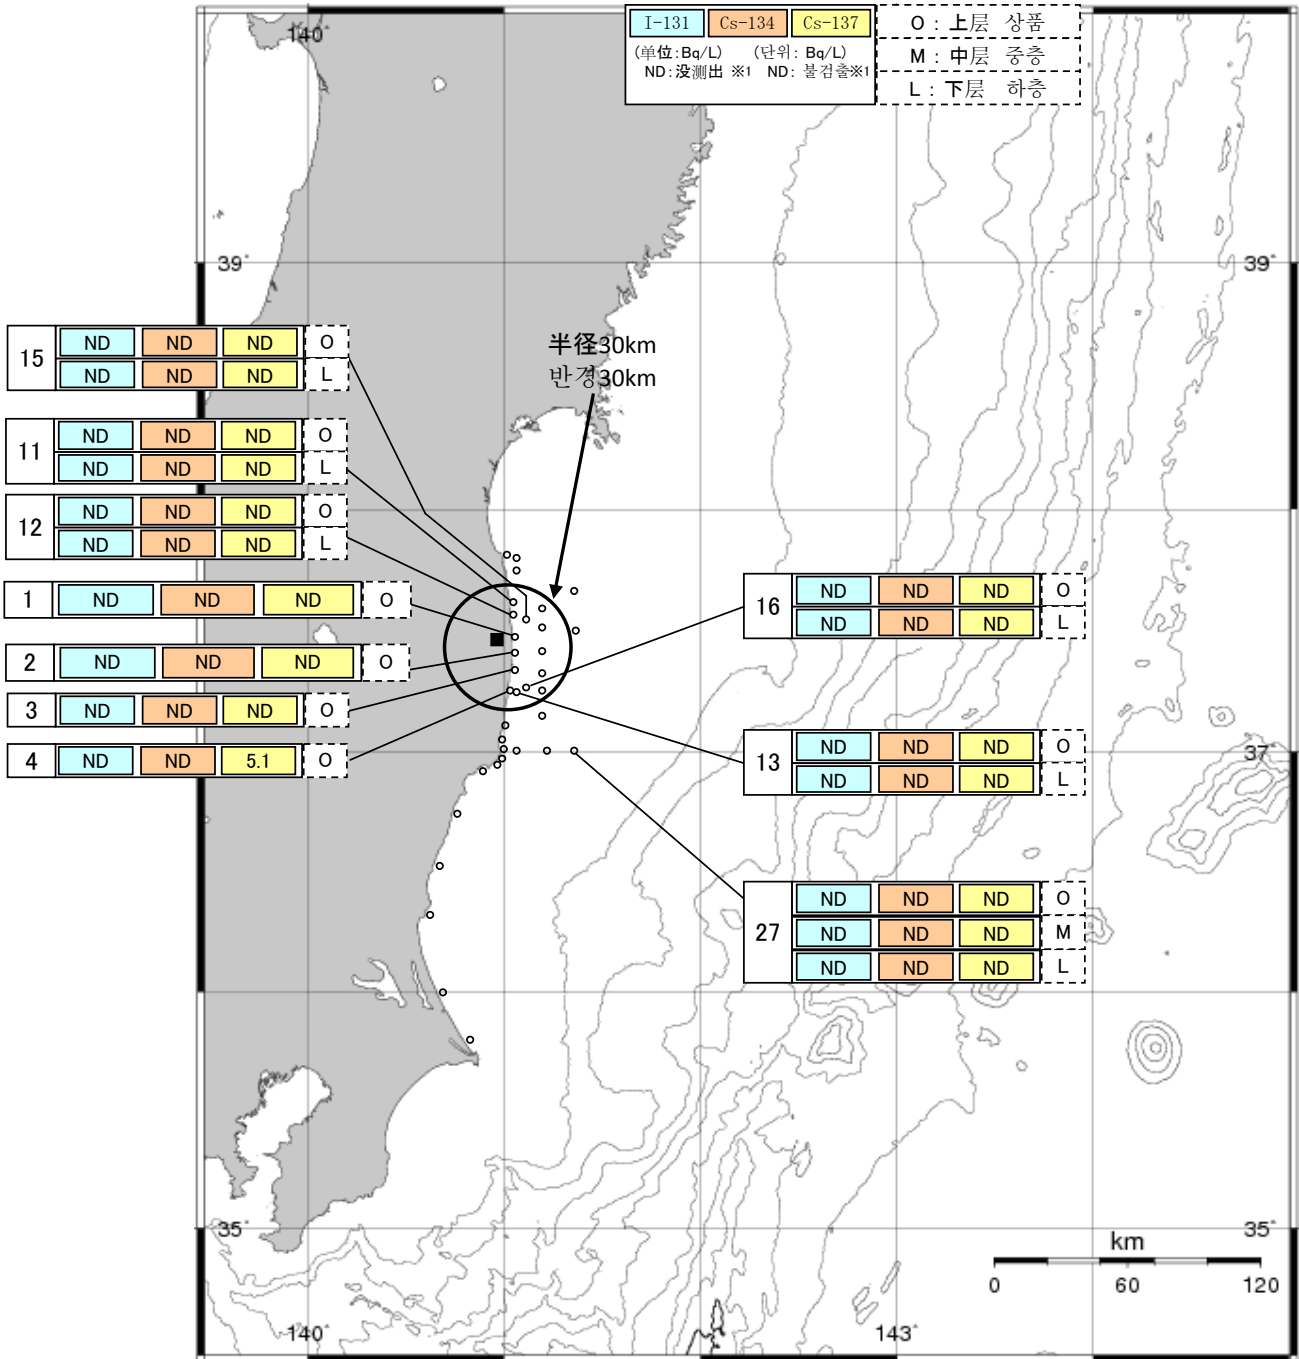 I-131 Cs-134 Cs-137
(単位:Bq/L) (단위: Bq/L)
ND:没測出 ※1 ND: 불검출※1
O : 上层 상품
M : 中层 중층
L : 下层 하층
140°
39° 39°
半径30km
반경30km
15 ND ND ND O
ND ND ND L
11 ND ND ND O
ND ND ND L
12 ND ND ND O
ND ND ND L
1 ND ND ND O
2 ND ND ND O
3 ND ND ND O
4 ND ND 5.1 O
16 ND ND ND O
ND ND ND L
13 ND ND ND O
ND ND ND L
37°
27 ND ND ND O
ND ND ND M
ND ND ND L
35° 35°
km
0 60 120
140° 143°